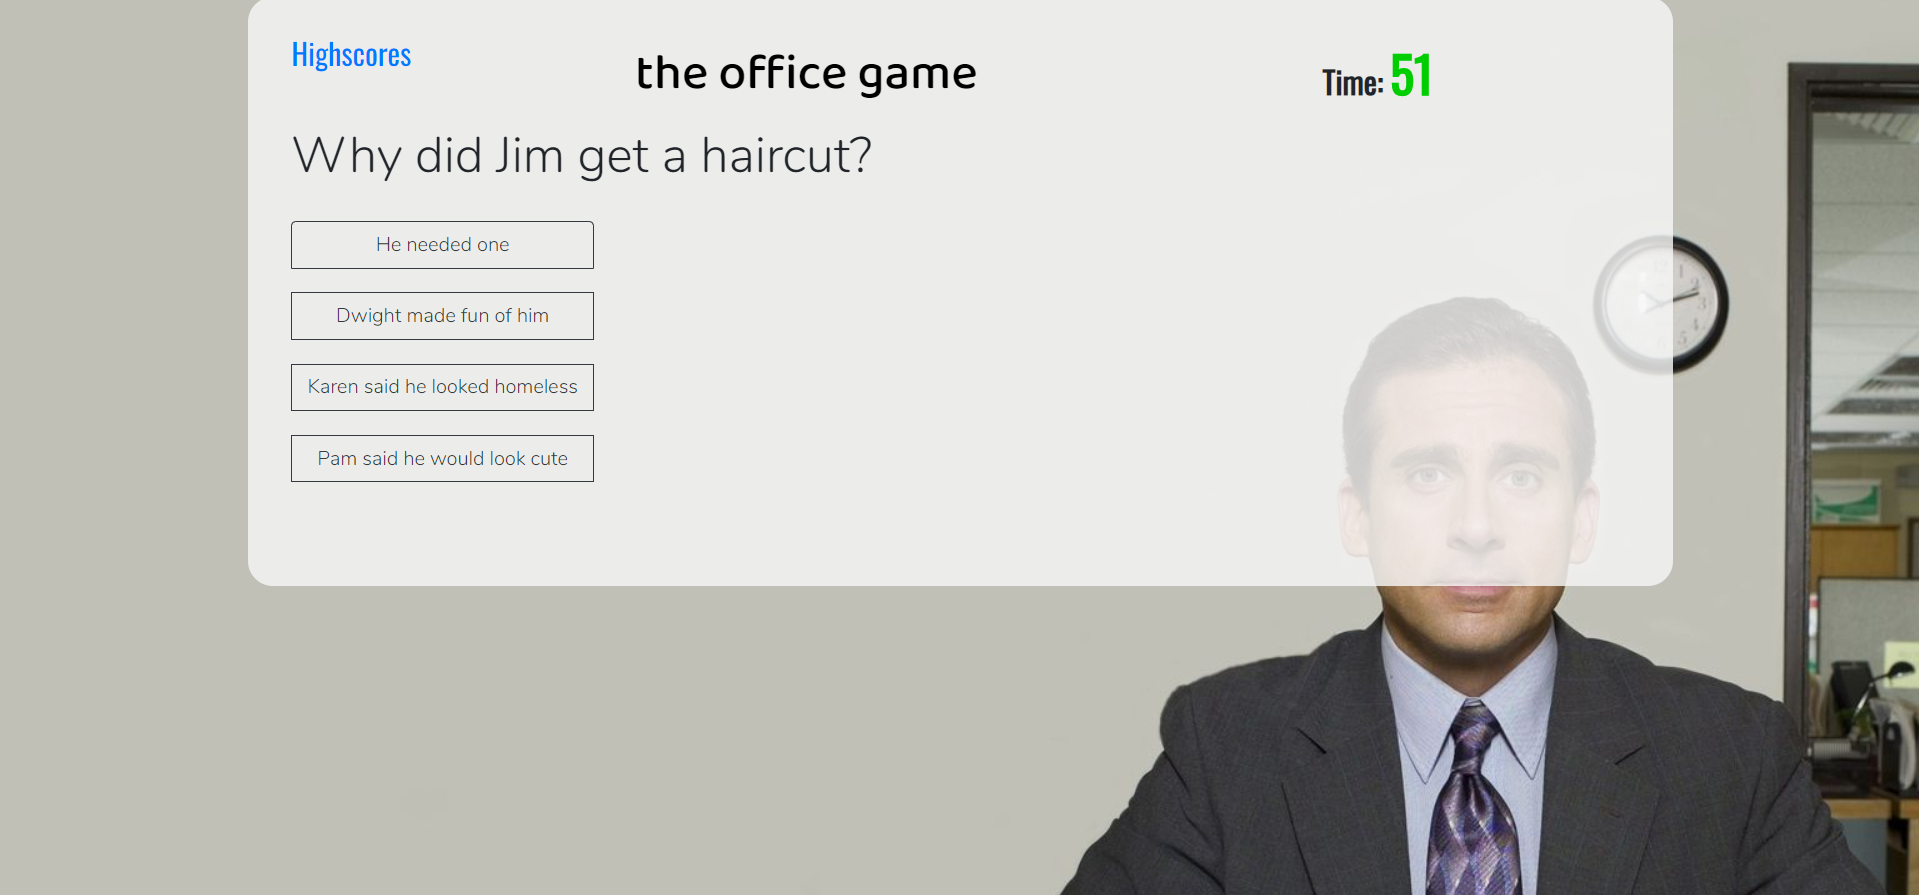 Highscores
the office game
Time: 51
Why did Jim get a haircut?
He needed one
Dwight made fun of him
Karen said he looked homeless
Pam said he would look cute